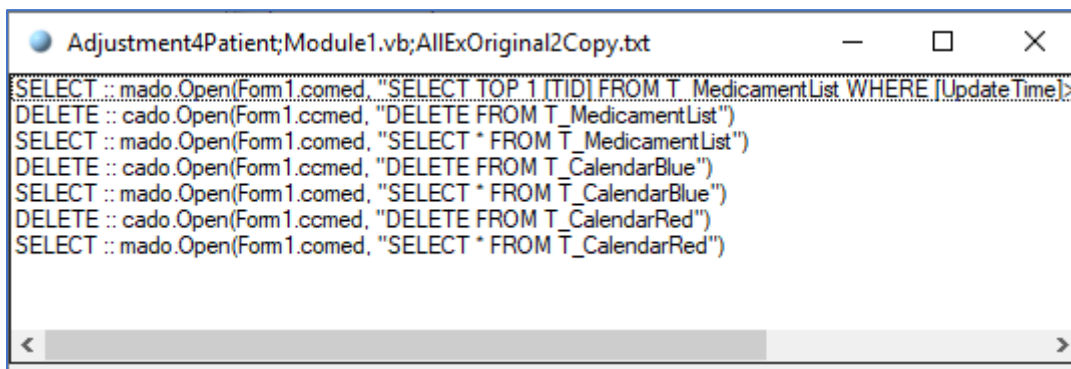 Adjustment4Patient;Module1.vb;AllExOriginal2Copy.txt
SELECT :: mado.Open(Form1.comed, "SELECT TOP 1 [TID] FROM T_MedicamentList WHERE [UpdateTime]>
DELETE :: cado.Open(Form1.ccmed, "DELETE FROM T_MedicamentList")
SELECT :: mado.Open(Form1.comed, "SELECT * FROM T_MedicamentList")
DELETE :: cado.Open(Form1.ccmed, "DELETE FROM T_CalendarBlue")
SELECT :: mado.Open(Form1.comed, "SELECT * FROM T_CalendarBlue")
DELETE :: cado.Open(Form1.ccmed, "DELETE FROM T_CalendarRed")
SELECT :: mado.Open(Form1.comed, "SELECT * FROM T_CalendarRed")